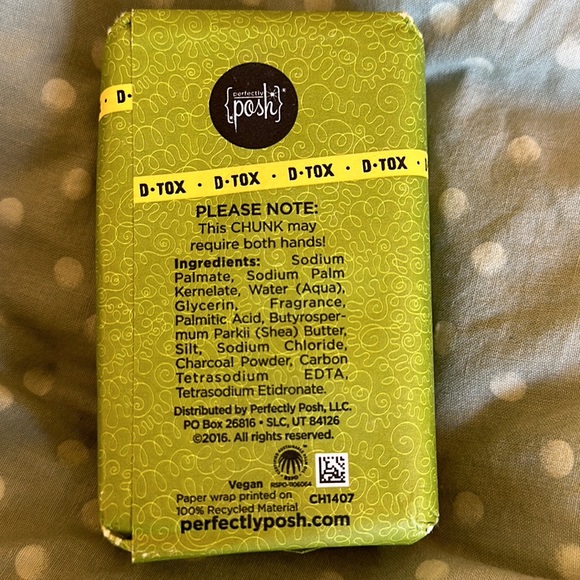 perfectly
{posh}
D•TOX • D•TOX • D•TOX • D•TOX •
PLEASE NOTE:
This CHUNK may
require both hands!
Ingredients: Sodium
Palmate, Sodium Palm
Kernelate, Water (Aqua),
Glycerin, Fragrance,
Palmitic Acid, Butyrosper-
mum Parkii (Shea) Butter,
Silt, Sodium Chloride,
Charcoal Powder, Carbon
Tetrasodium EDTA,
Tetrasodium Etidronate.
Distributed by Perfectly Posh, LLC.
PO Box 26816 • SLC, UT 84126
©2016. All rights reserved.
RSPO
Vegan RSPO-1106064
Paper wrap printed on CH1407
100% Recycled Material
perfectlyposh.com